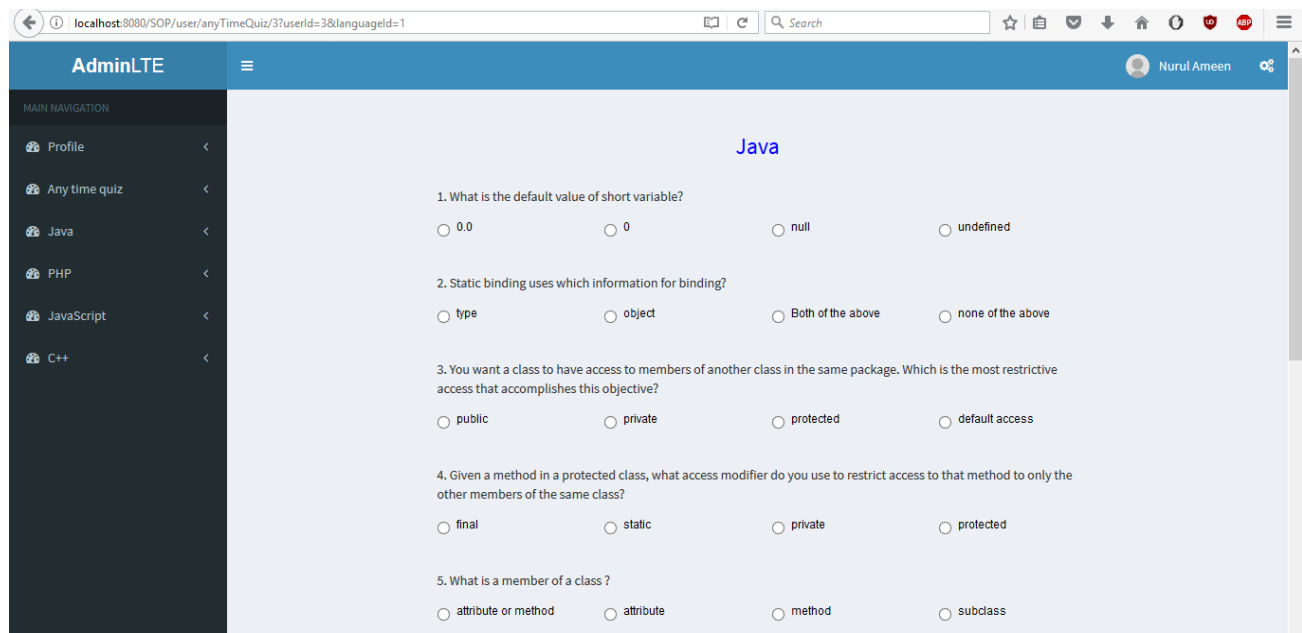 localhost:8080/SOP/user/anyTimeQuiz/3?userId=3&languageId=1
Search
ABP
AdminLTE
Nurul Ameen
MAIN NAVIGATION
Profile
Any time quiz
Java
PHP
JavaScript
C++
Java
1. What is the default value of short variable?
0.0 0 null undefined
2. Static binding uses which information for binding?
type object Both of the above none of the above
3. You want a class to have access to members of another class in the same package. Which is the most restrictive
access that accomplishes this objective?
public private protected default access
4. Given a method in a protected class, what access modifier do you use to restrict access to that method to only the
other members of the same class?
final static private protected
5. What is a member of a class ?
attribute or method attribute method subclass